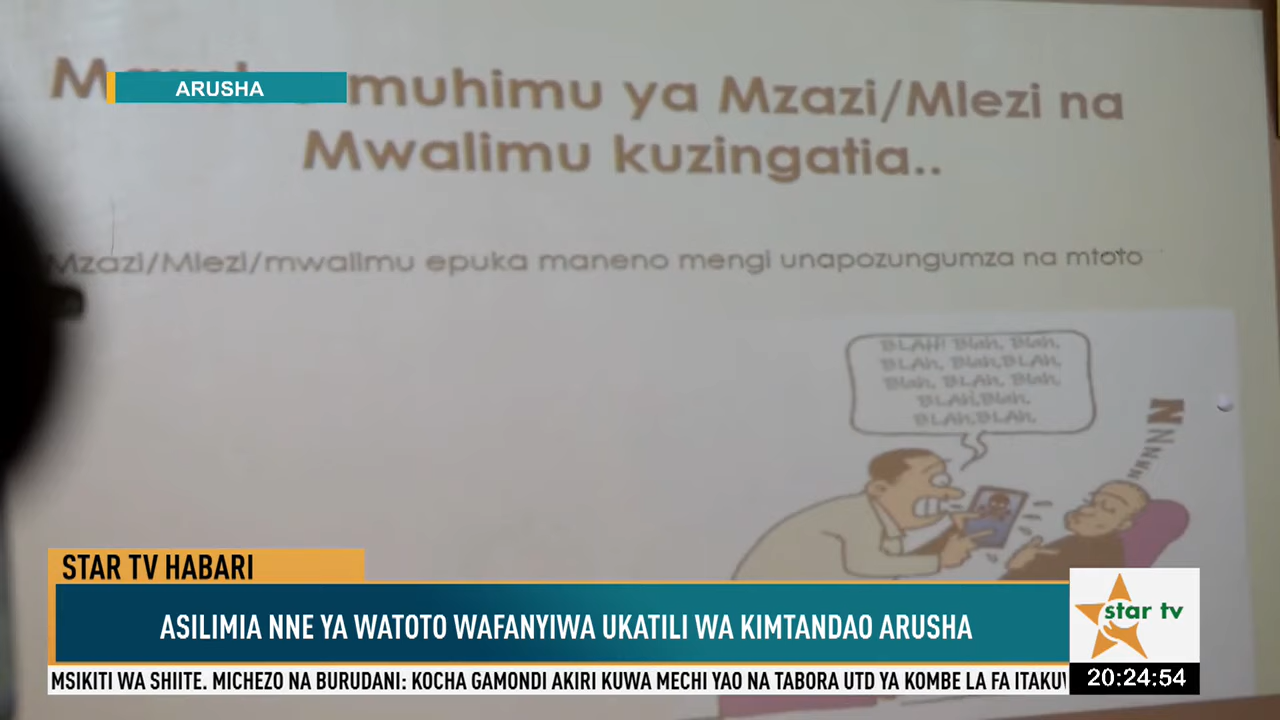 ARUSHA
muhimu ya Mzazi/Mlezi na
Mwalimu kuzingatia..
Mzazi/Mlezi/mwalimu epuka maneno mengi unapozungumza na mtoto
BLAH! Blah, Blah,
BLAh, Blah,BLAH,
Blah, BLAh, Blah,
BLAH,Blah,
BLAh,BLAh.
NNNNN
STAR TV HABARI
ASILIMIA NNE YA WATOTO WAFANYIWA UKATILI WA KIMTANDAO ARUSHA
star tv
MSIKITI WA SHIITE. MICHEZO NA BURUDANI: KOCHA GAMONDI AKIRI KUWA MECHI YAO NA TABORA UTD YA KOMBE LA FA
20:24:54